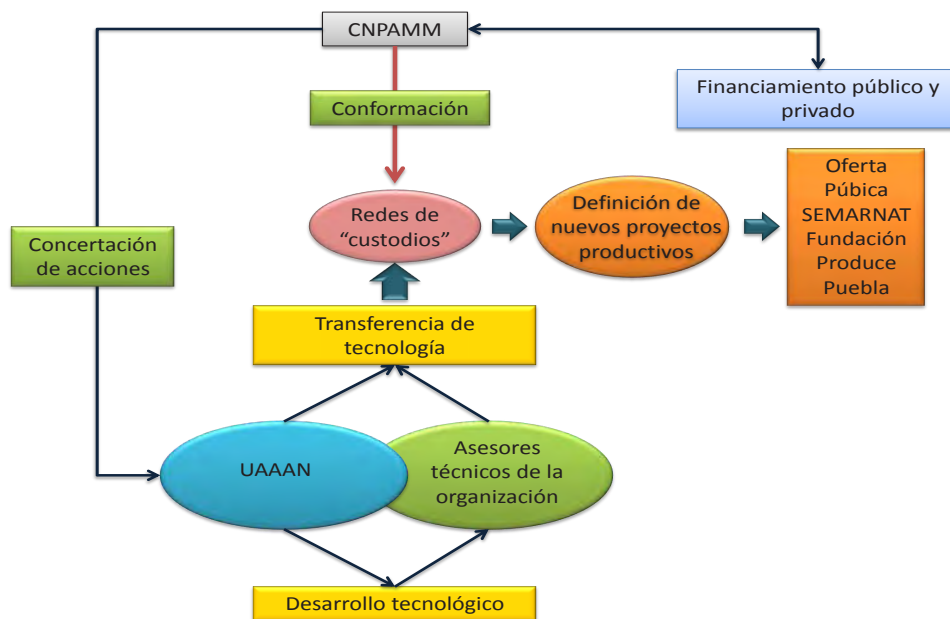 CNPAMM
Financiamiento público y
privado
Conformación
Oferta
Púbica
SEMARNAT
Fundación
Produce
Puebla
Definición de
nuevos proyectos
productivos
Redes de
“custodios”
Concertación
de acciones
Transferencia de
tecnología
UAAAN
Asesores
técnicos de la
organización
Desarrollo tecnológico